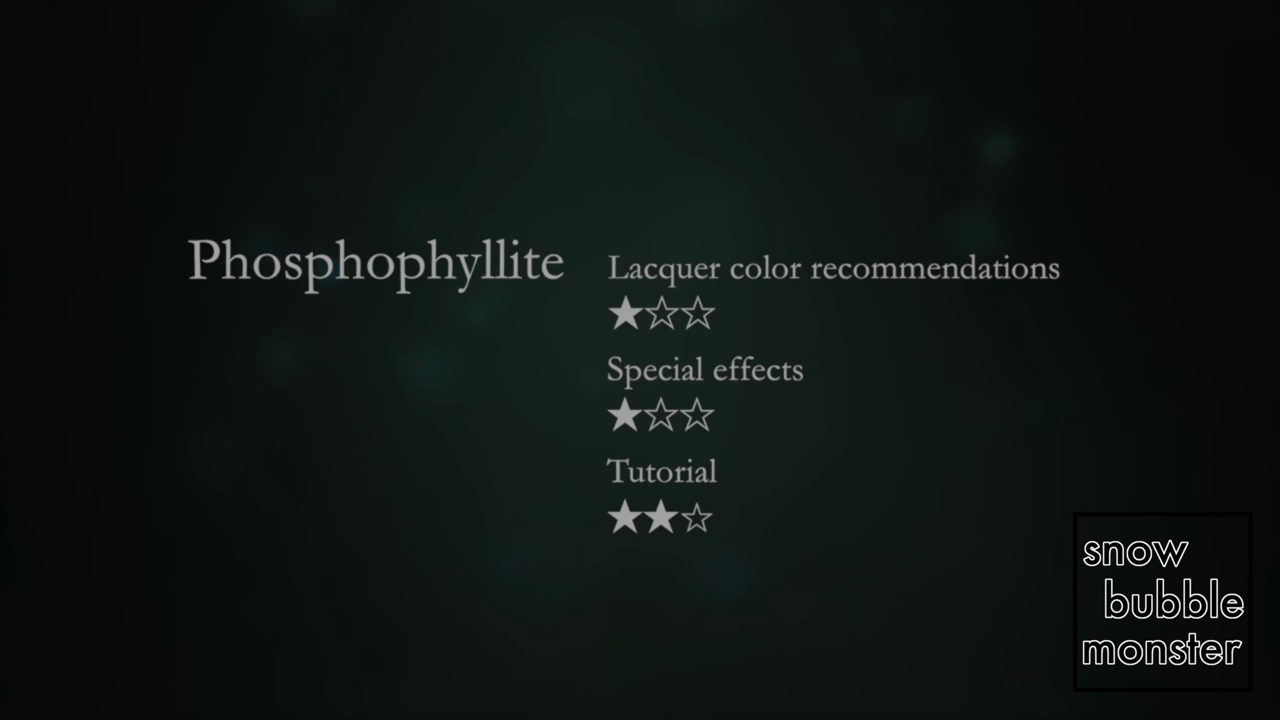 Phosphophyllite
Lacquer color recommendations
★☆☆
Special effects
★☆☆
Tutorial
★★☆
snow
bubble
monster